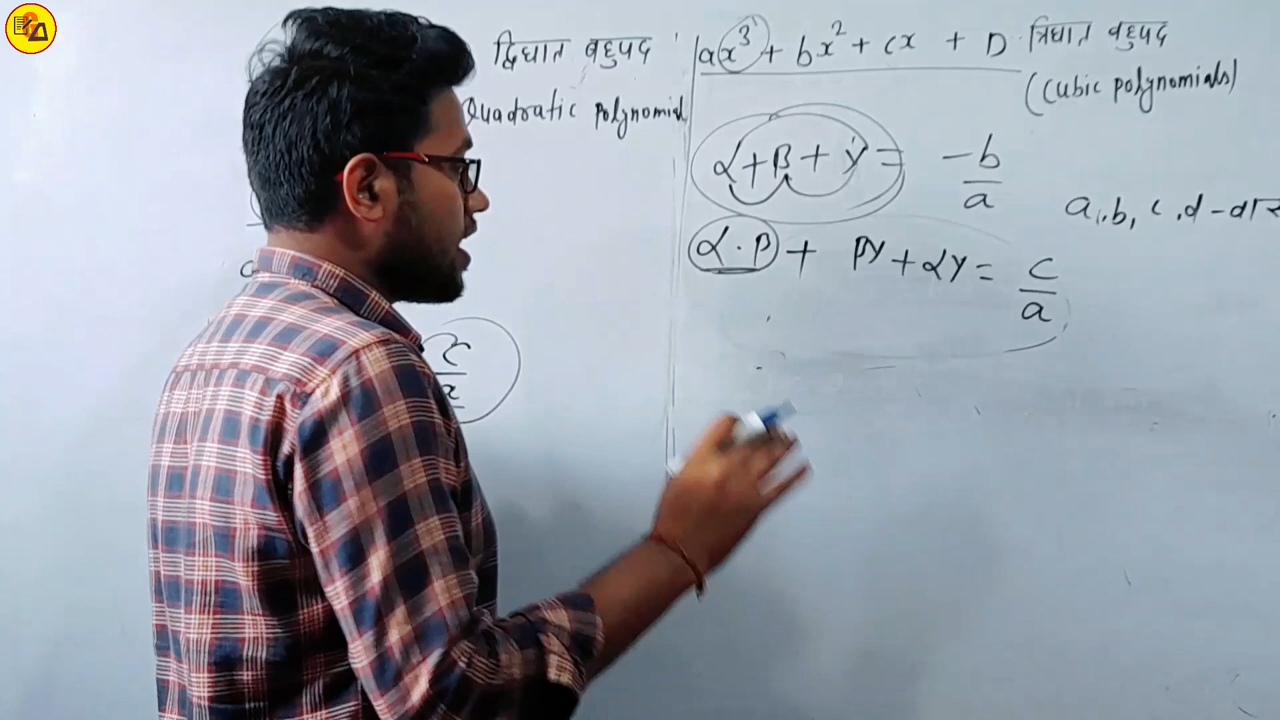 द्विघात बहुपद
Quadratic polynomial
c
a
ax³ + bx² + cx + D त्रिघात बहुपद
(Cubic polynomials)
α + β + γ = -b/a
a, b, c, d - वास्
α . β + βγ + αγ = c/a